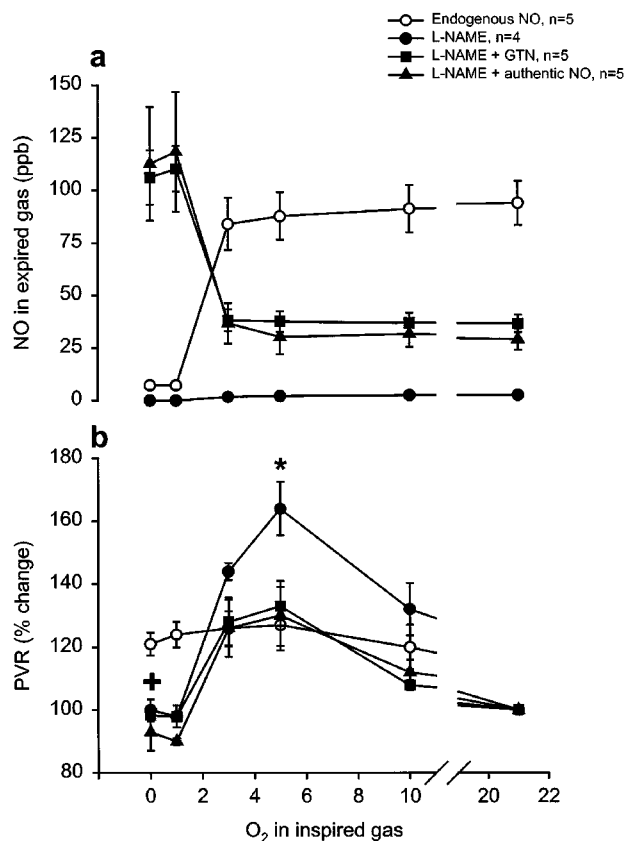 Endogenous NO, n=5
L-NAME, n=4
L-NAME + GTN, n=5
L-NAME + authentic NO, n=5
a
150
125
100
75
50
25
0
NO in expired gas (ppb)
b
180
160
140
120
100
80
PVR (% change)
*
+
0 2 4 6 8 10 20 22
O₂ in inspired gas